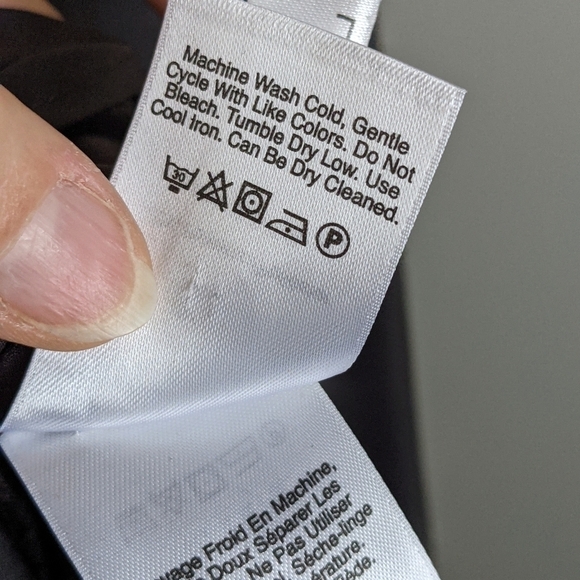 Machine Wash Cold, Gentle
Cycle With Like Colors. Do Not
Bleach. Tumble Dry Low. Use
Cool Iron. Can Be Dry Cleaned.
30 P
Froid En Machine,
Doux Séparer Les
Ne Pas Utiliser
Sèche-linge